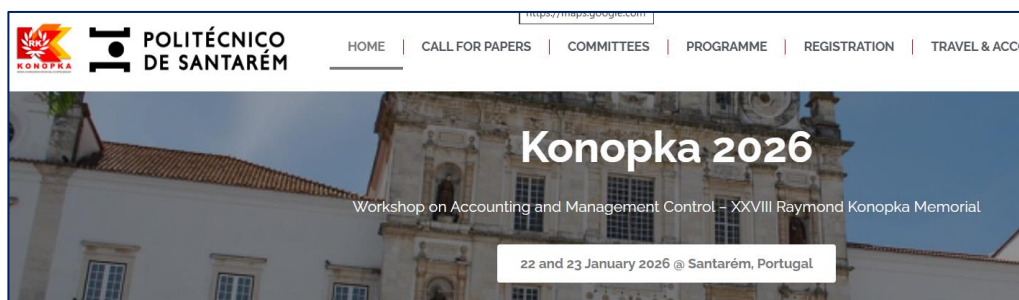 https://maps.google.com
RK
KONOPKA
POLITÉCNICO
DE SANTARÉM
HOME
CALL FOR PAPERS
COMMITTEES
PROGRAMME
REGISTRATION
TRAVEL & ACCO
Konopka 2026
Workshop on Accounting and Management Control – XXVIII Raymond Konopka Memorial
22 and 23 January 2026 @ Santarém, Portugal